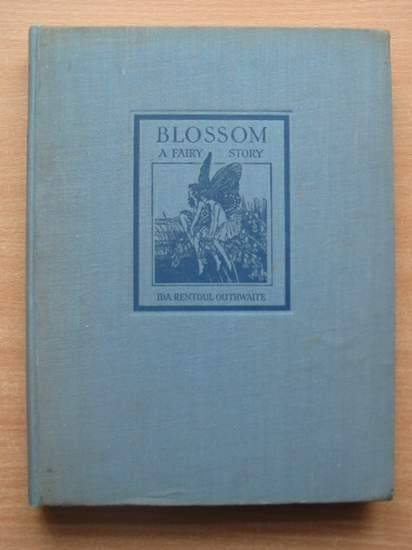 BLOSSOM
A FAIRY STORY
IDA RENTOUL OUTHWAITE